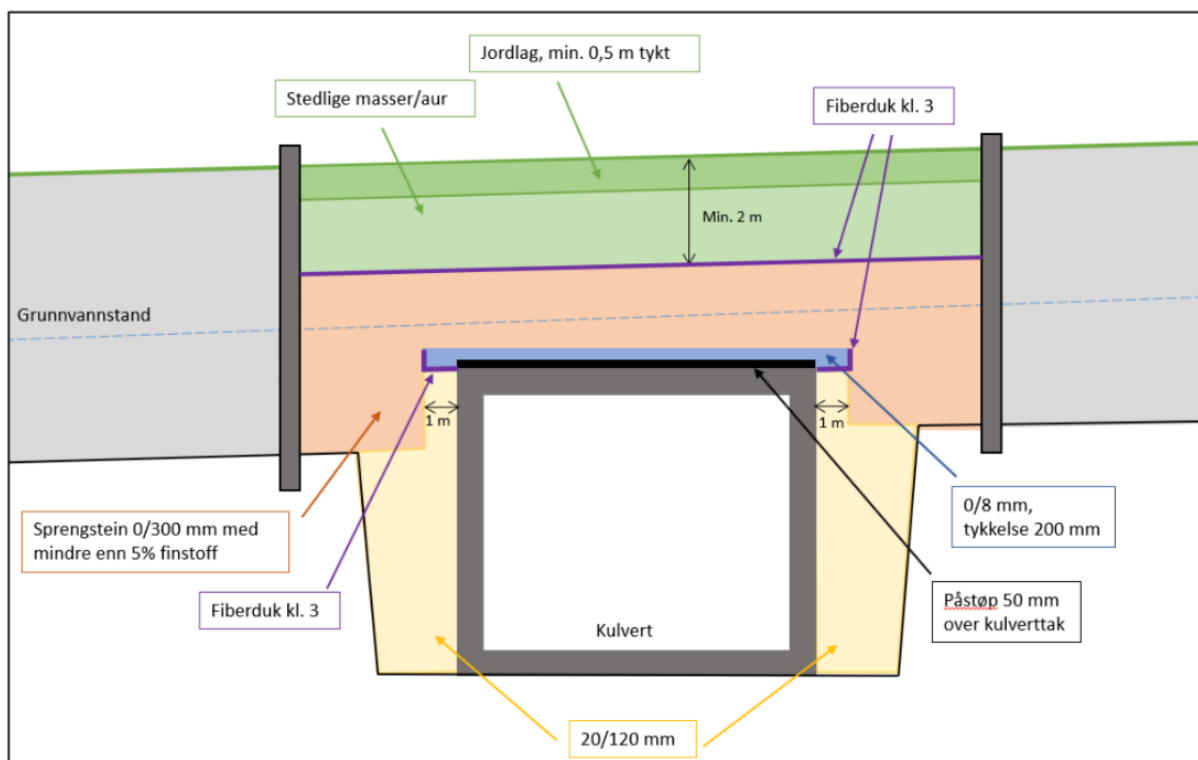 Jordlag, min. 0,5 m tykt
Stedlige masser/aur
Fiberduk kl. 3
Min. 2 m
Grunnvannstand
1 m
1 m
Sprengstein 0/300 mm med
mindre enn 5% finstoff
0/8 mm,
tykkelse 200 mm
Fiberduk kl. 3
Påstøp 50 mm
over kulverttak
Kulvert
20/120 mm